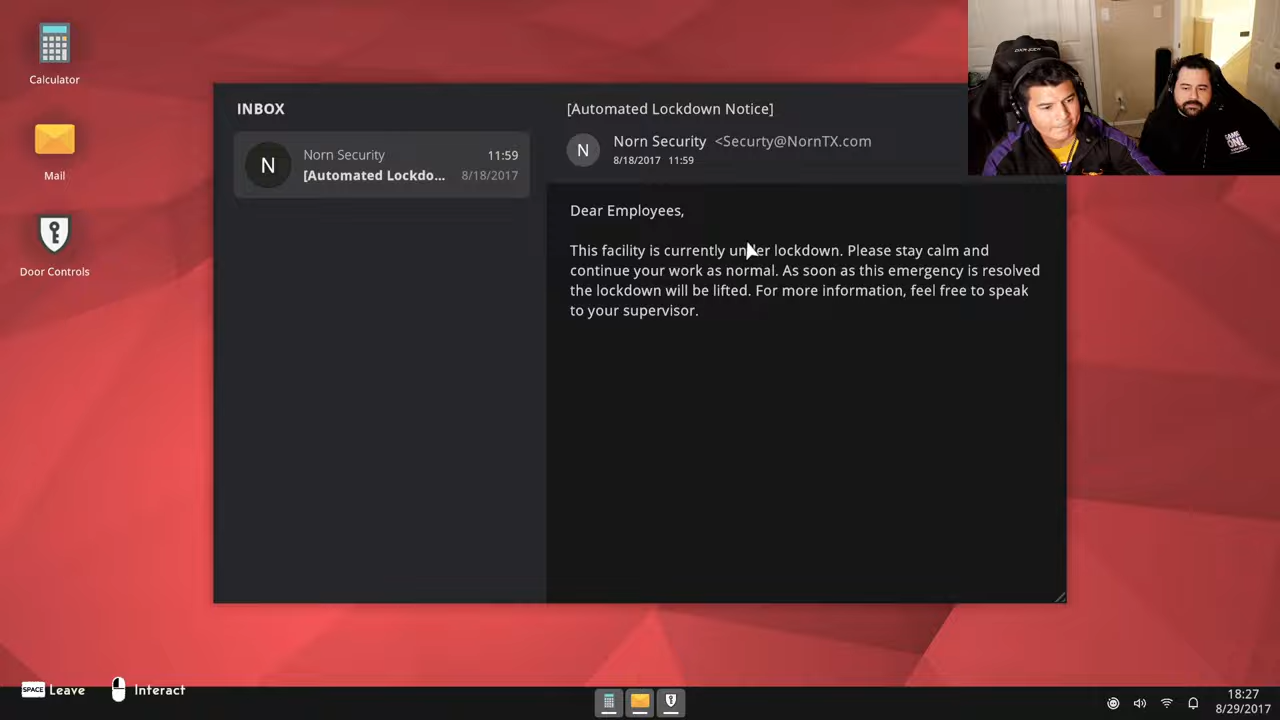 Calculator
Mail
Door Controls
INBOX
N
Norn Security
11:59
[Automated Lockdo...
8/18/2017
[Automated Lockdown Notice]
N
Norn Security <Securty@NornTX.com
8/18/2017 11:59
Dear Employees,
This facility is currently under lockdown. Please stay calm and
continue your work as normal. As soon as this emergency is resolved
the lockdown will be lifted. For more information, feel free to speak
to your supervisor.
SPACE Leave
Interact
18:27
8/29/2017